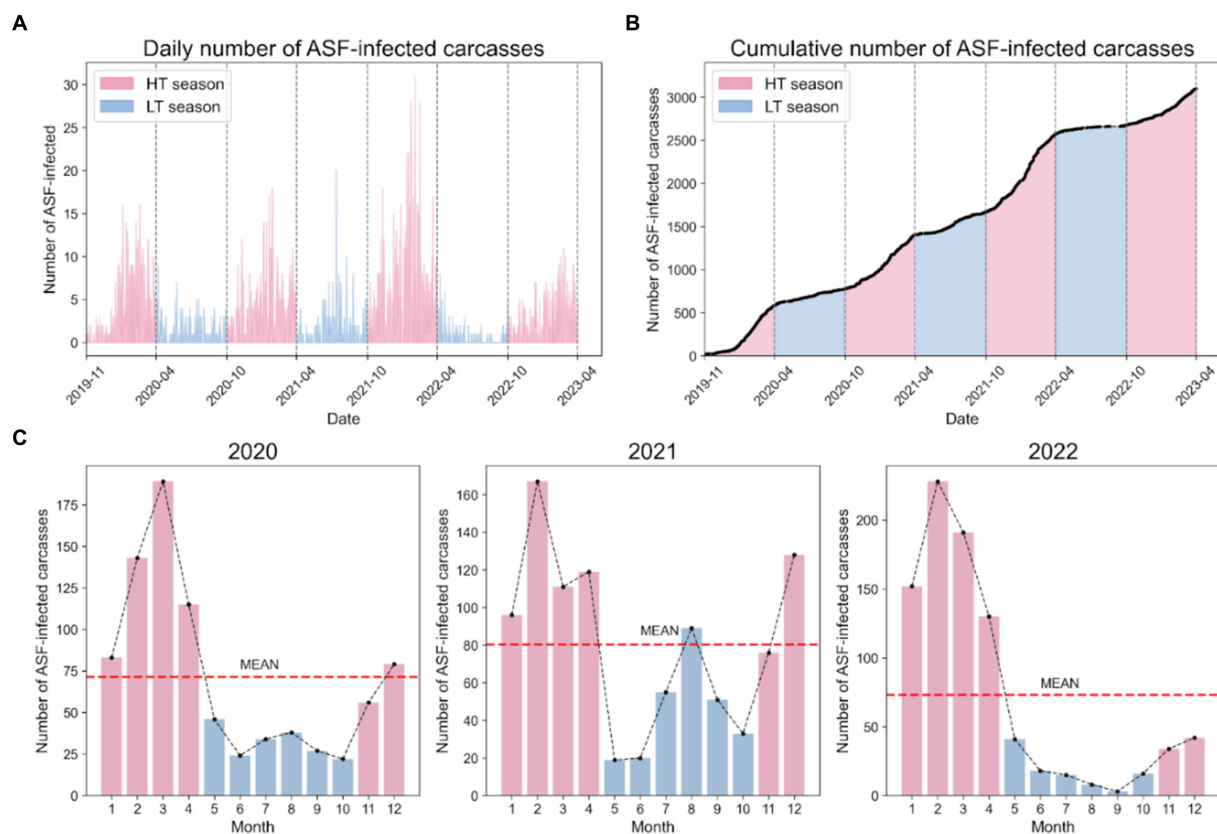 A
Daily number of ASF-infected carcasses
HT season
LT season
30
25
20
15
10
5
0
Number of ASF-infected
2019-11
2020-04
2020-10
2021-04
2021-10
2022-04
2022-10
2023-04
Date
B
Cumulative number of ASF-infected carcasses
HT season
LT season
3000
2500
2000
1500
1000
500
0
Number of ASF-infected carcasses
2019-11
2020-04
2020-10
2021-04
2021-10
2022-04
2022-10
2023-04
Date
C
2020
175
150
125
100
75
50
25
0
Number of ASF-infected carcasses
MEAN
1 2 3 4 5 6 7 8 9 10 11 12
Month
2021
160
140
120
100
80
60
40
20
0
Number of ASF-infected carcasses
MEAN
1 2 3 4 5 6 7 8 9 10 11 12
Month
2022
200
150
100
50
0
Number of ASF-infected carcasses
MEAN
1 2 3 4 5 6 7 8 9 10 11 12
Month